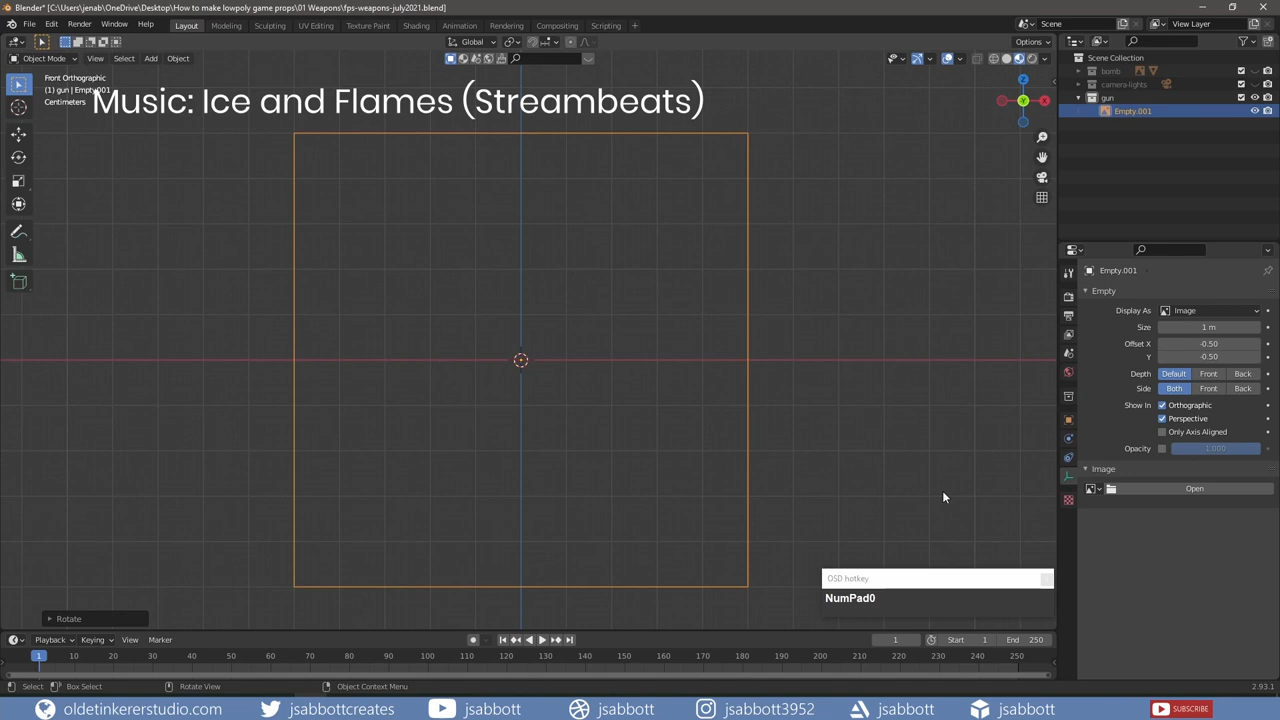 Blender* [C:\Users\jenab\OneDrive\Desktop\How to make lowpoly game props\01 Weapons\fps-weapons-july2021.blend]
File Edit Render Window Help Layout Modeling Sculpting UV Editing Texture Paint Shading Animation Rendering Compositing Scripting + Scene View Layer
Global Options
Object Mode View Select Add Object
Scene Collection
bomb
camera-lights
gun
Empty.001
Front Orthographic
(1) gun | Empty.001
Centimeters
Music: Ice and Flames (Streambeats)
Z
X
Y
Empty.001
Empty
Display As Image
Size 1 m
Offset X -0.50
Y -0.50
Depth Default Front Back
Side Both Front Back
Show In Orthographic
Perspective
Only Axis Aligned
Opacity 1.000
Image
Open
OSD hotkey
NumPad0
Rotate
Playback Keying View Marker 1 Start 1 End 250
1 10 20 30 40 50 60 70 80 90 100 110 120 130 140 150 160 170 180 190 200 210 220 230 240 250
Select Box Select Rotate View Object Context Menu 2.93.1
oldetinkererstudio.com jsabbottcreates jsabbott jsabbott jsabbott3952 jsabbott jsabbott SUBSCRIBE